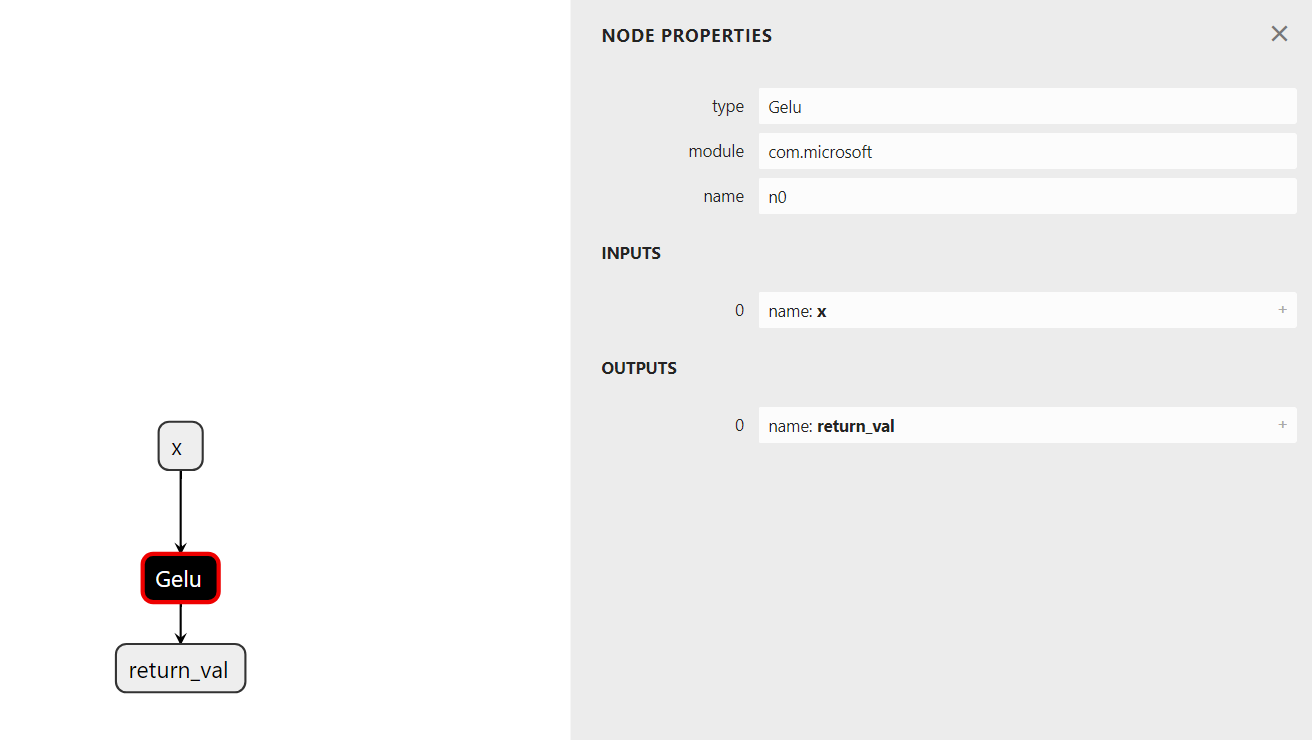 x
Gelu
return_val
NODE PROPERTIES
type Gelu
module com.microsoft
name n0
INPUTS
0 name: x +
OUTPUTS
0 name: return_val +